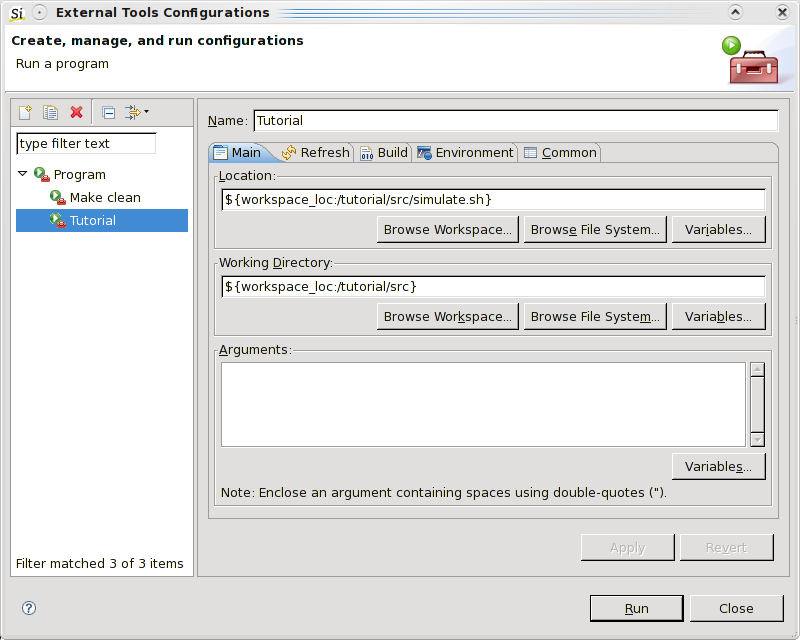 Si External Tools Configurations
Create, manage, and run configurations
Run a program
type filter text
Program
Make clean
Tutorial
Filter matched 3 of 3 items
Name: Tutorial
Main Refresh 010 Build Environment Common
Location:
${workspace_loc:/tutorial/src/simulate.sh}
Browse Workspace... Browse File System... Variables...
Working Directory:
${workspace_loc:/tutorial/src}
Browse Workspace... Browse File System... Variables...
Arguments:
Variables...
Note: Enclose an argument containing spaces using double-quotes (").
Apply Revert
? Run Close